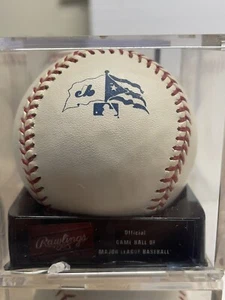 Rawlings
Official
GAME BALL OF
MAJOR LEAGUE BASEBALL